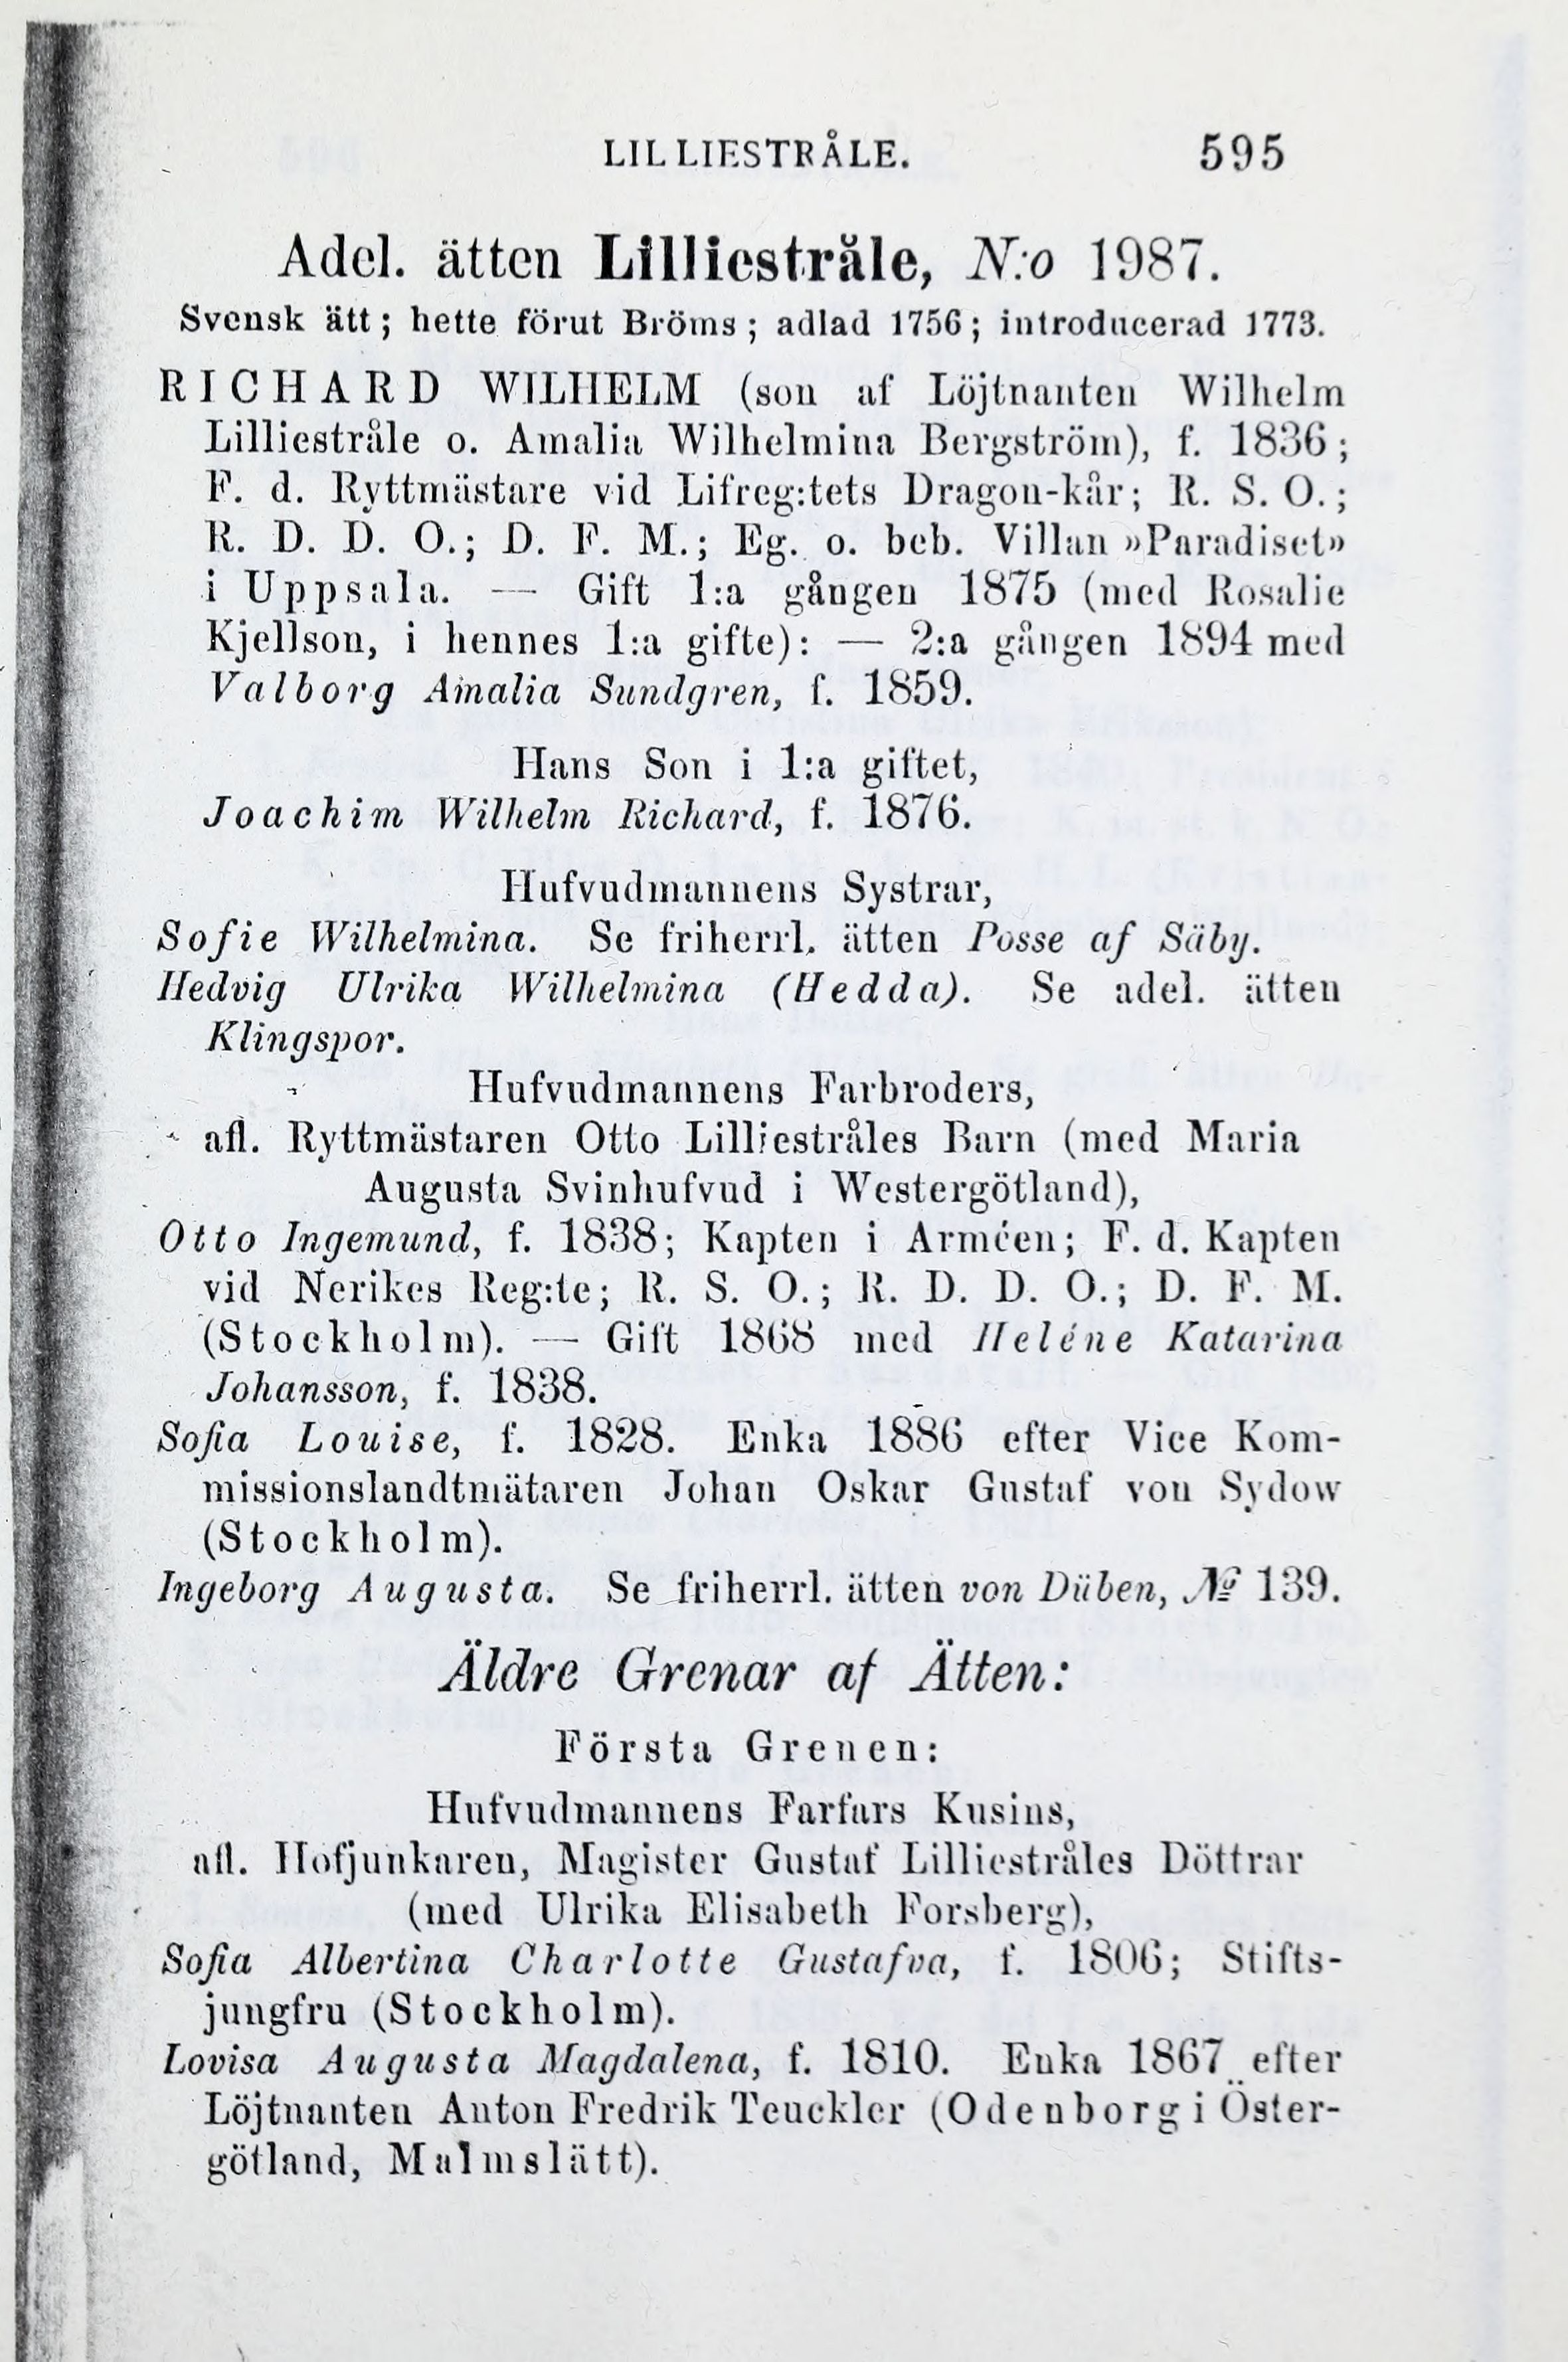 LILLIESTRÅLE. 595
Adel. ätten Lilliestråle, N:o 1987.
Svensk ätt; hette förut Bröms; adlad 1756; introducerad 1773.
RICHARD WILHELM (son af Löjtnanten Wilhelm
Lilliestråle o. Amalia Wilhelmina Bergström), f. 1836;
F. d. Ryttmästare vid Lifreg:tets Dragon-kår; R. S. O.;
R. D. D. O.; D. F. M.; Eg. o. beb. Villan »Paradiset»
i Uppsala. — Gift 1:a gången 1875 (med Rosalie
Kjellson, i hennes 1:a gifte): — 2:a gången 1894 med
Valborg Amalia Sundgren, f. 1859.
Hans Son i 1:a giftet,
Joachim Wilhelm Richard, f. 1876.
Hufvudmannens Systrar,
Sofie Wilhelmina. Se friherrl. ätten Posse af Säby.
Hedvig Ulrika Wilhelmina (Hedda). Se adel. ätten
Klingspor.
Hufvudmannens Farbroders,
afl. Ryttmästaren Otto Lilliestråles Barn (med Maria
Augusta Svinhufvud i Westergötland),
Otto Ingemund, f. 1838; Kapten i Arméen; F. d. Kapten
vid Nerikes Reg:te; R. S. O.; R. D. D. O.; D. F. M.
(Stockholm). — Gift 1868 med Heléne Katarina
Johansson, f. 1838.
Sofia Louise, f. 1828. Enka 1886 efter Vice Kom-
missionslandtmätaren Johan Oskar Gustaf von Sydow
(Stockholm).
Ingeborg Augusta. Se friherrl. ätten von Düben, № 139.
Äldre Grenar af Ätten:
Första Grenen:
Hufvudmannens Farfars Kusins,
afl. Hofjunkaren, Magister Gustaf Lilliestråles Döttrar
(med Ulrika Elisabeth Forsberg),
Sofia Albertina Charlotte Gustafva, f. 1806; Stifts-
jungfru (Stockholm).
Lovisa Augusta Magdalena, f. 1810. Enka 1867 efter
Löjtnanten Anton Fredrik Teuckler (Odenborg i Öster-
götland, Malmslätt).